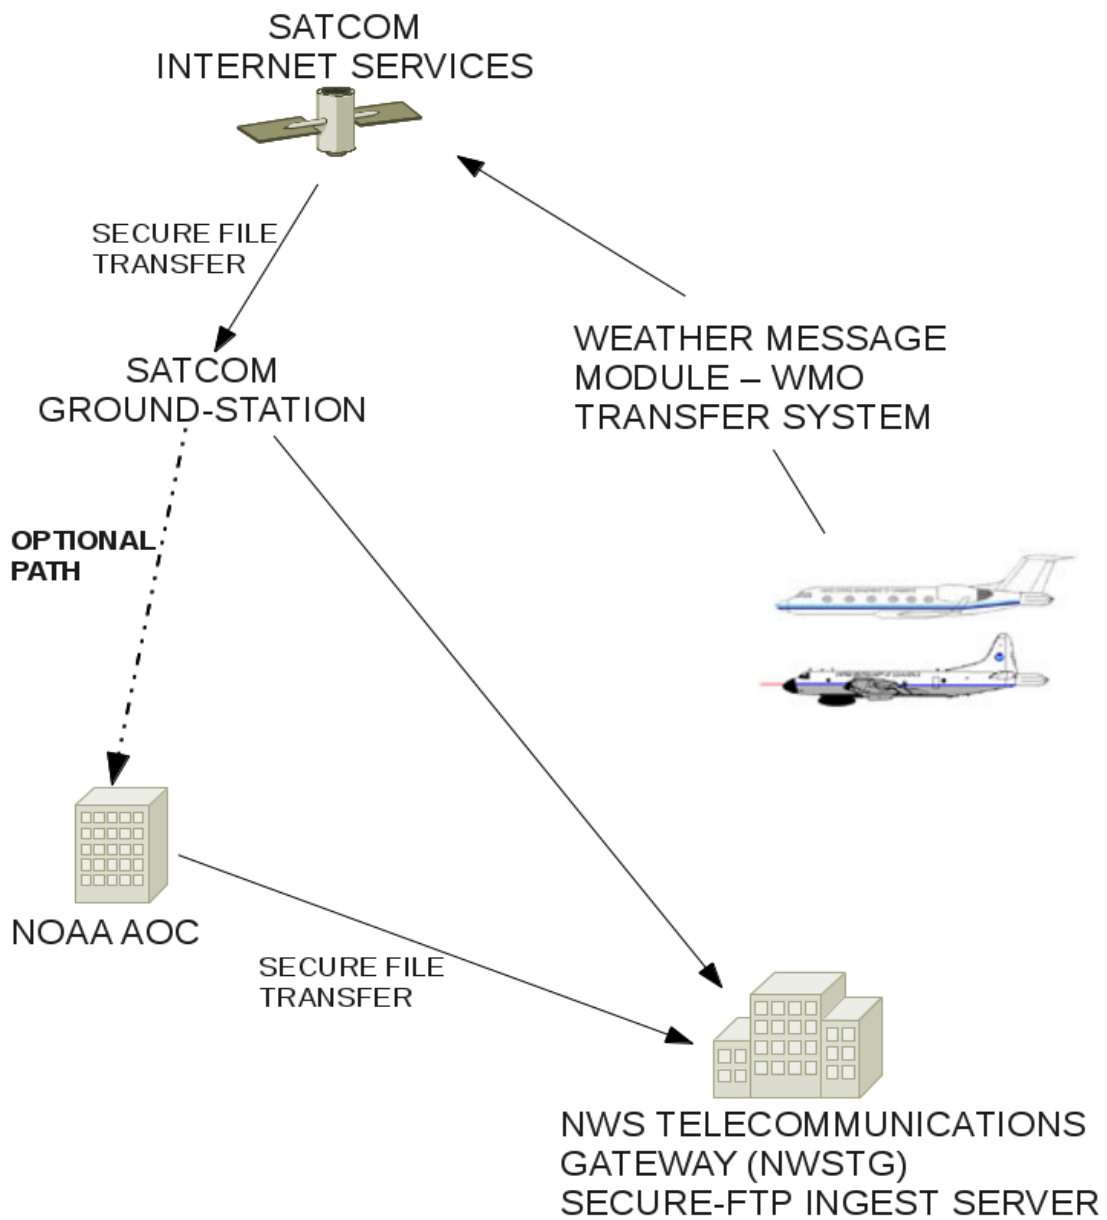 SATCOM
INTERNET SERVICES
SECURE FILE
TRANSFER
SATCOM
GROUND-STATION
WEATHER MESSAGE
MODULE – WMO
TRANSFER SYSTEM
OPTIONAL
PATH
NOAA AOC
SECURE FILE
TRANSFER
NWS TELECOMMUNICATIONS
GATEWAY (NWSTG)
SECURE-FTP INGEST SERVER